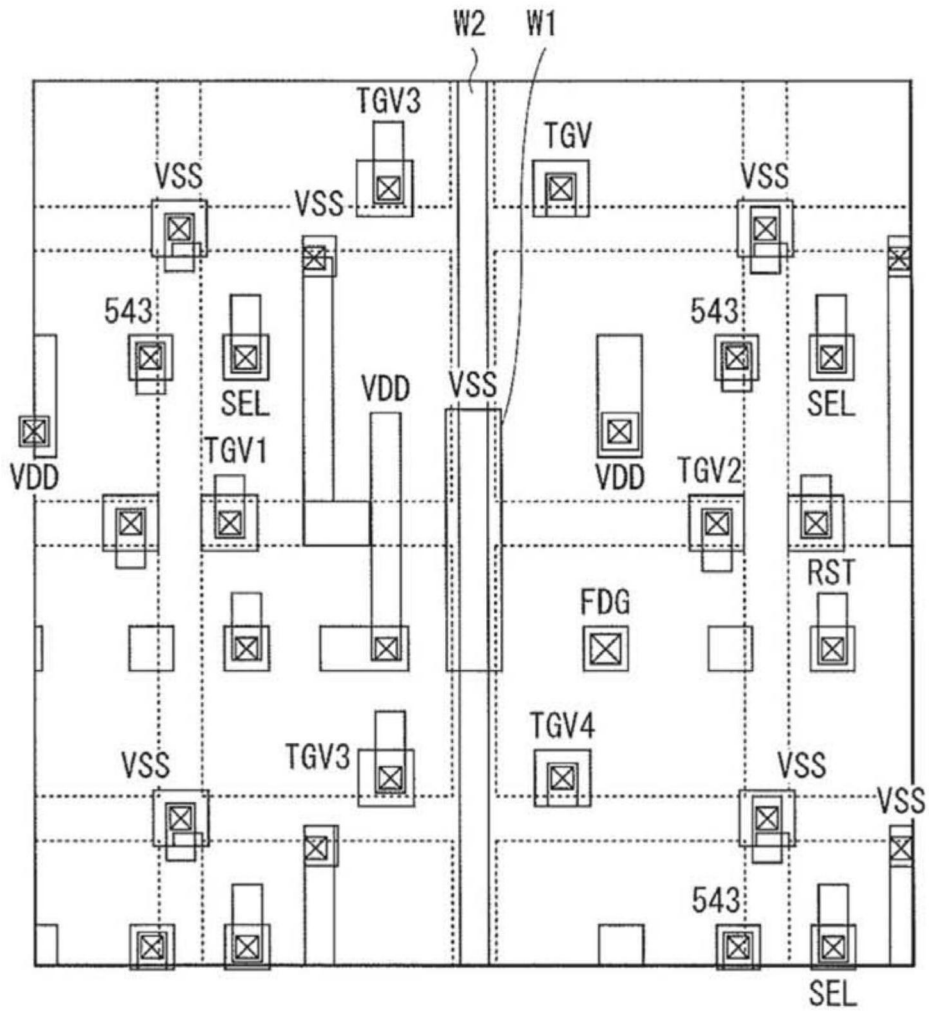 W2 W1
TGV3
TGV
VSS
VSS
VSS
543
543
VDD
VSS
SEL
SEL
VDD
TGV1
VDD
TGV2
FDG
RST
TGV4
TGV3
VSS
VSS
VSS
543
SEL